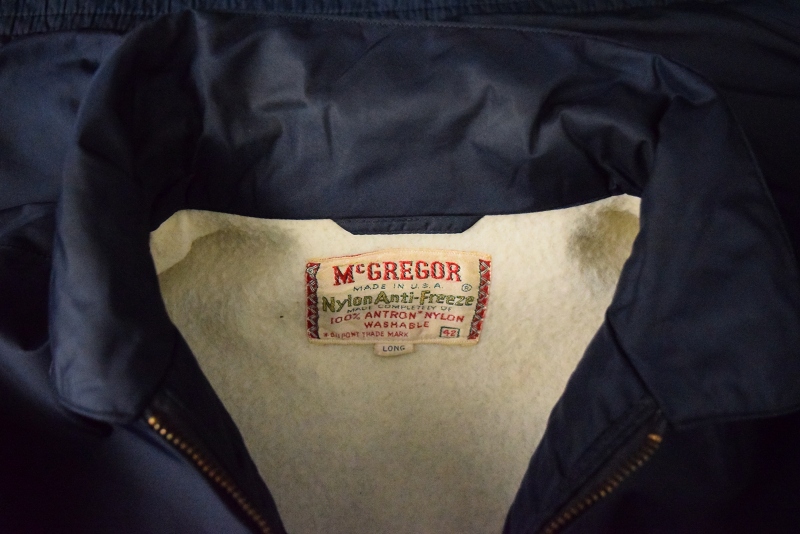 McGREGOR
MADE IN U.S.A. ®
Nylon Anti-Freeze
MADE COMPLETELY OF
100% ANTRON* NYLON
WASHABLE
* DU PONT TRADE MARK 42
LONG